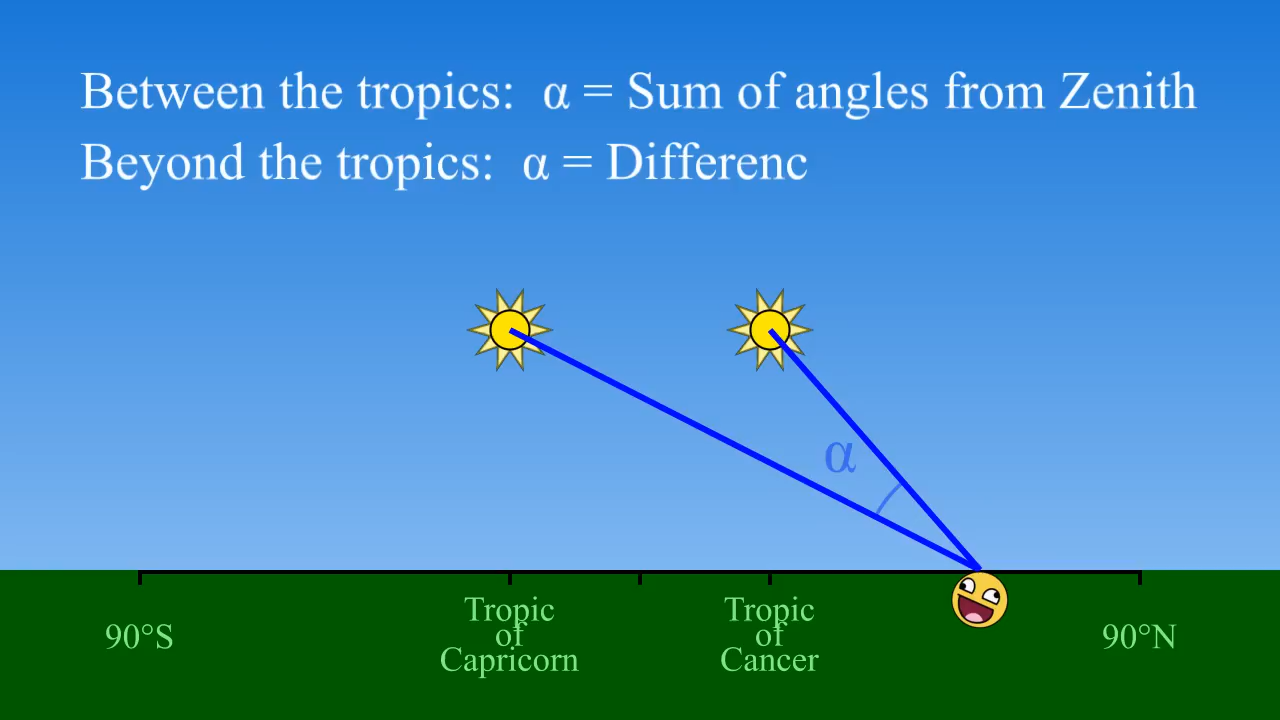 Between the tropics: α = Sum of angles from Zenith
Beyond the tropics: α = Differenc
α
Tropic
of
Capricorn
Tropic
of
Cancer
90°S
90°N